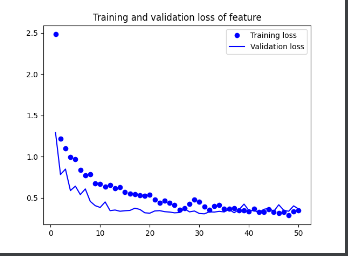 Training and validation loss of feature
Training loss
Validation loss
2.5
2.0
1.5
1.0
0.5
0 10 20 30 40 50